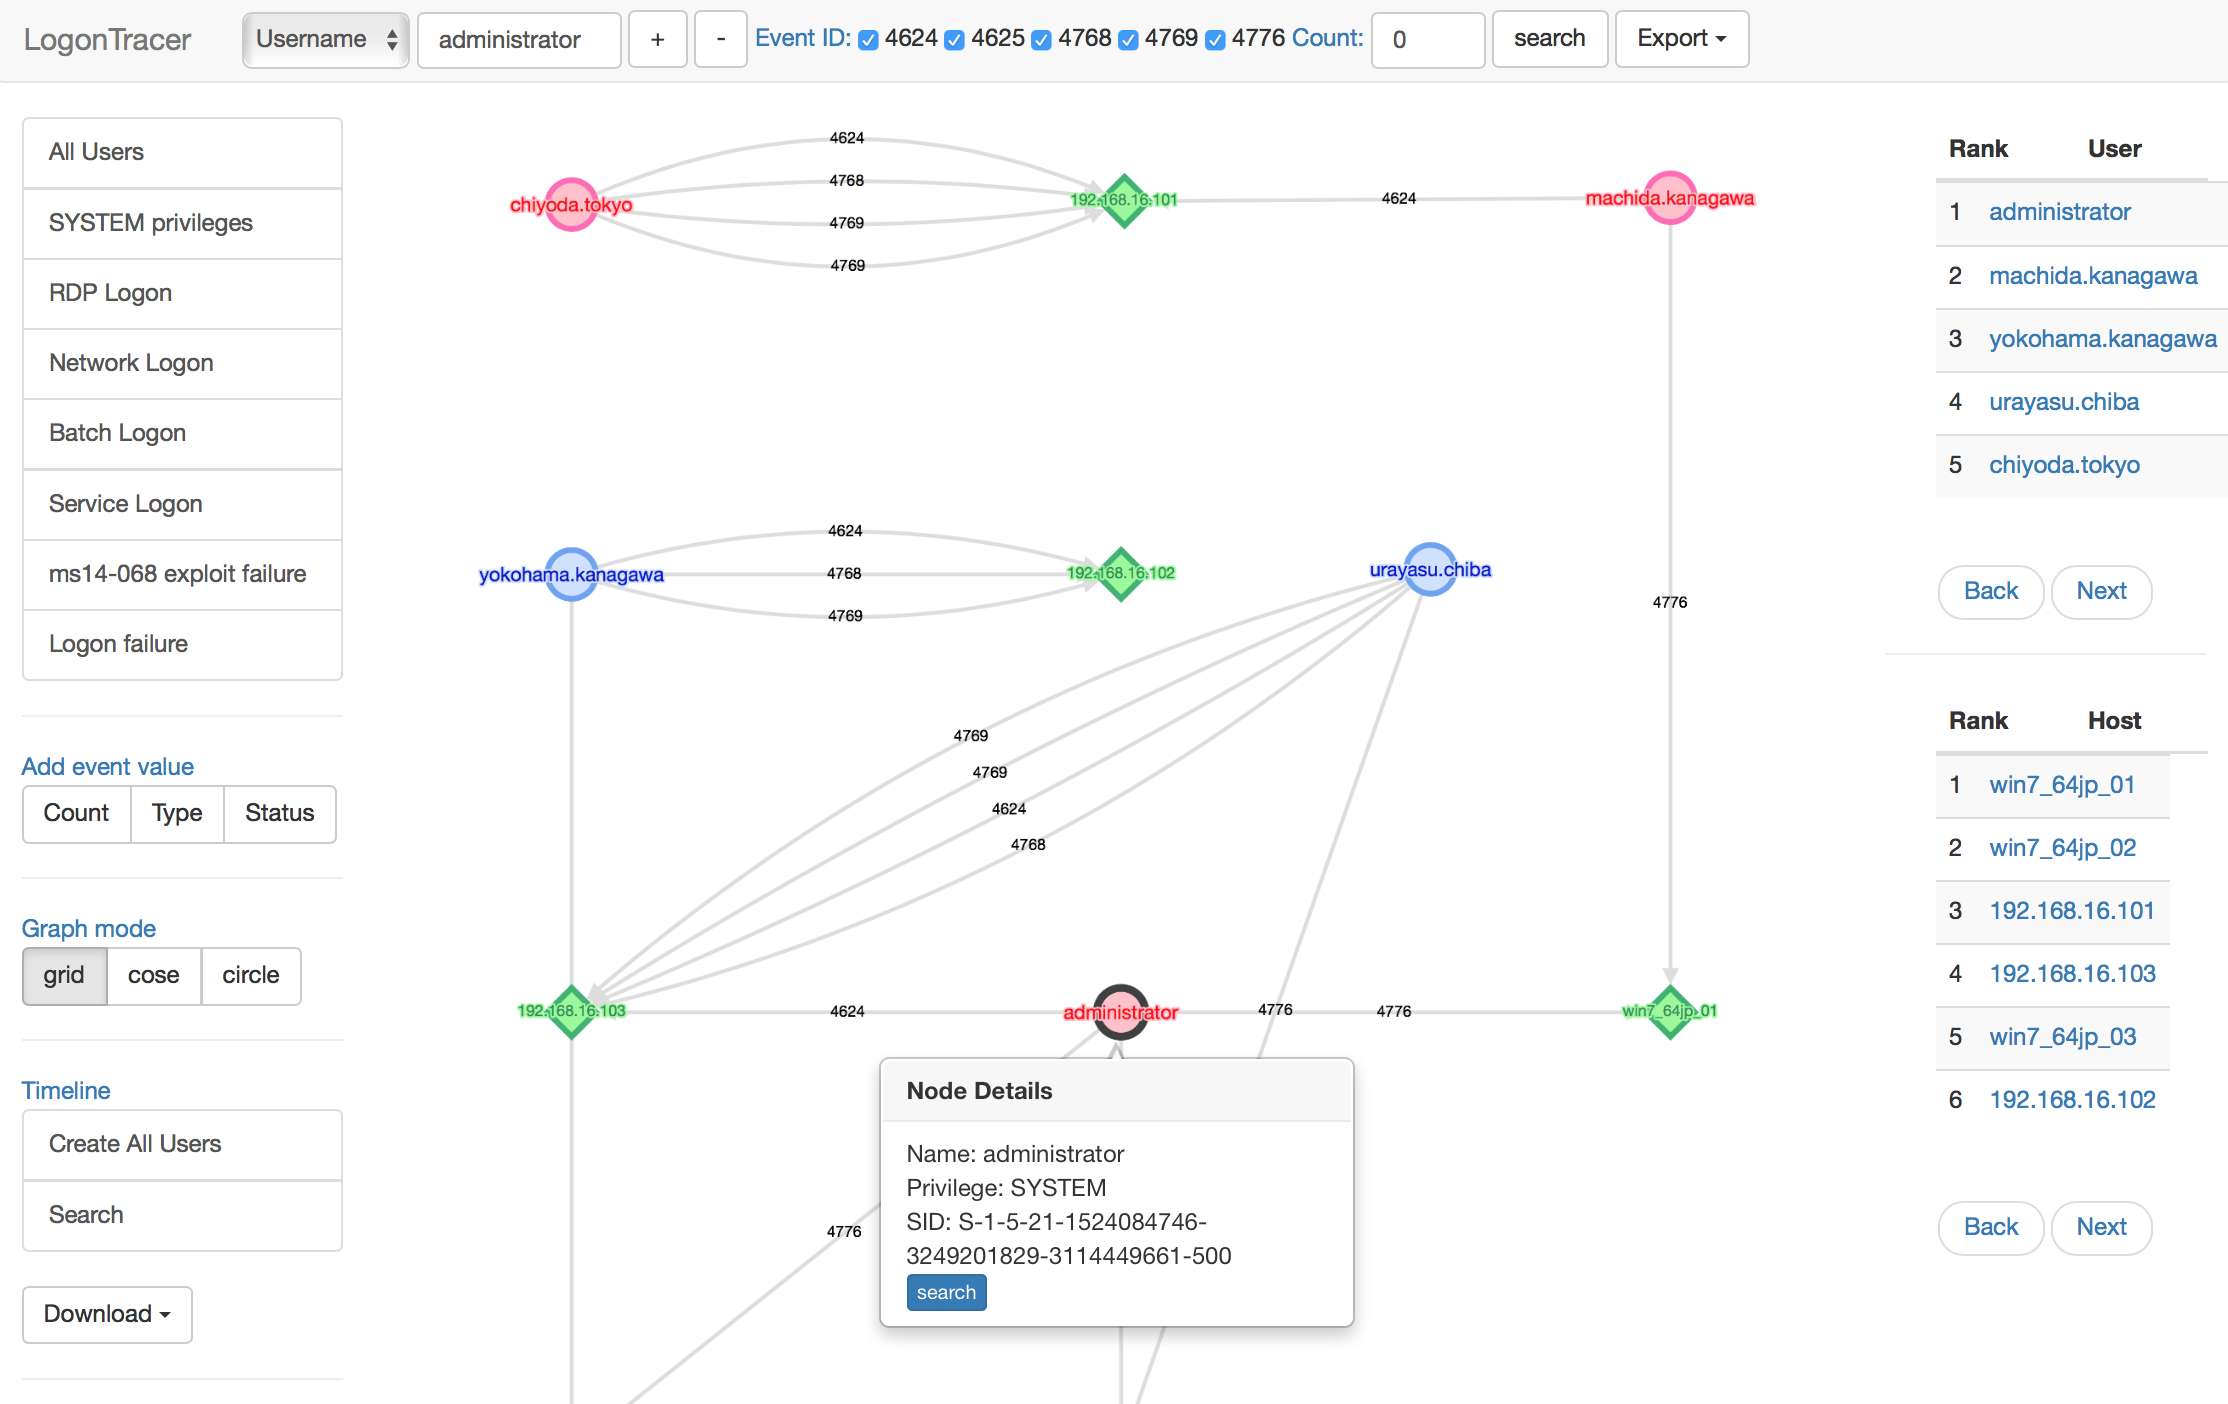 LogonTracer
Username administrator + - Event ID: 4624 4625 4768 4769 4776 Count: 0 search Export
All Users
SYSTEM privileges
RDP Logon
Network Logon
Batch Logon
Service Logon
ms14-068 exploit failure
Logon failure
Add event value
Count Type Status
Graph mode
grid cose circle
Timeline
Create All Users
Search
Download
4624
4768
4769
4769
chiyoda.tokyo
192.168.16.101
4624
machida.kanagawa
4624
4768
4769
yokohama.kanagawa
192.168.16.102
urayasu.chiba
4776
4769
4769
4624
4768
192.168.16.103
4624
administrator
4776
4776
win7_64jp_01
4776
Node Details
Name: administrator
Privilege: SYSTEM
SID: S-1-5-21-1524084746-
3249201829-3114449661-500
search
Rank User
1 administrator
2 machida.kanagawa
3 yokohama.kanagawa
4 urayasu.chiba
5 chiyoda.tokyo
Back Next
Rank Host
1 win7_64jp_01
2 win7_64jp_02
3 192.168.16.101
4 192.168.16.103
5 win7_64jp_03
6 192.168.16.102
Back Next